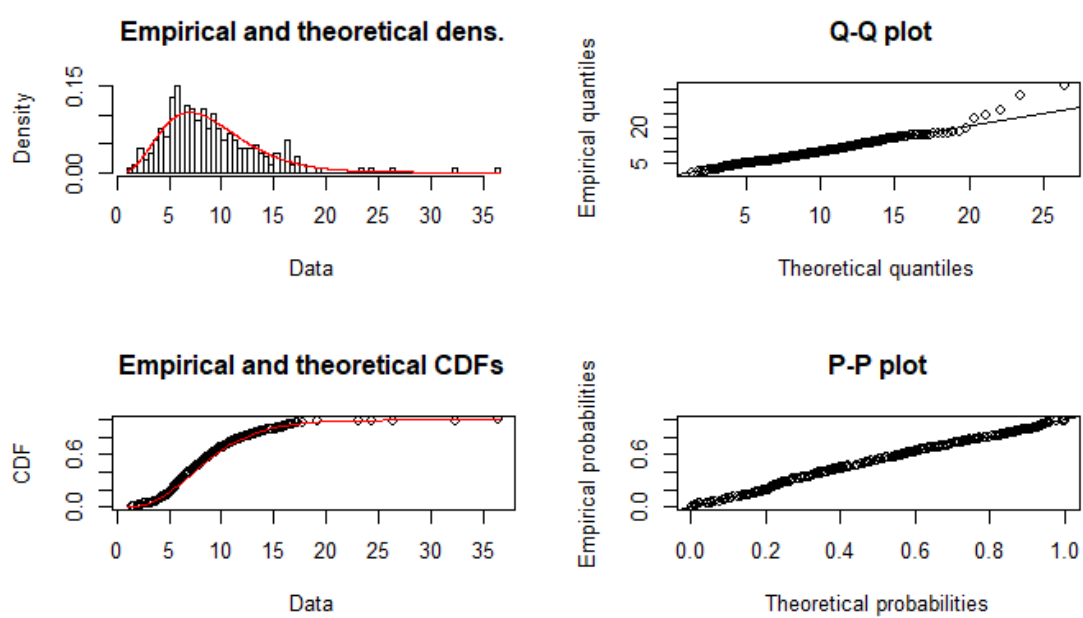 Empirical and theoretical dens.
Density
0.00 0.15
0 5 10 15 20 25 30 35
Data
Q-Q plot
Empirical quantiles
5 20
5 10 15 20 25
Theoretical quantiles
Empirical and theoretical CDFs
CDF
0.0 0.6
0 5 10 15 20 25 30 35
Data
P-P plot
Empirical probabilities
0.0 0.6
0.0 0.2 0.4 0.6 0.8 1.0
Theoretical probabilities